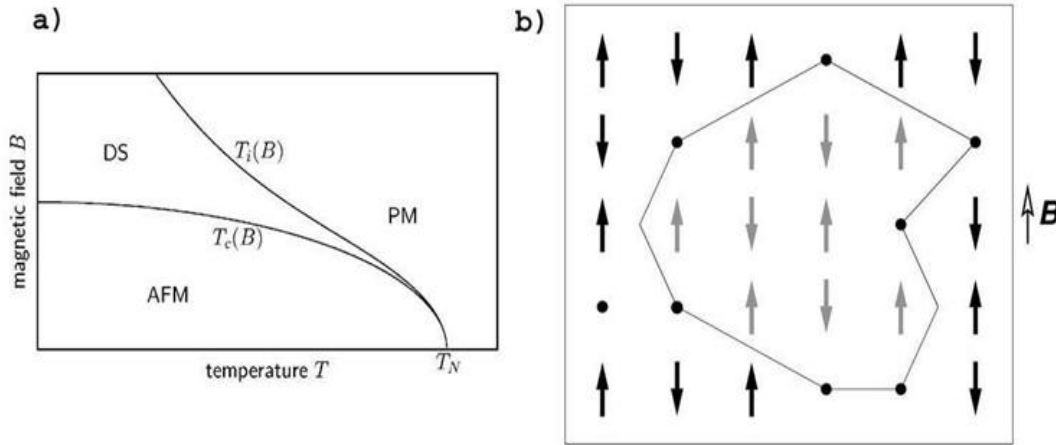 a)
magnetic field B
DS
T_i(B)
PM
T_c(B)
AFM
temperature T
T_N
b)
B